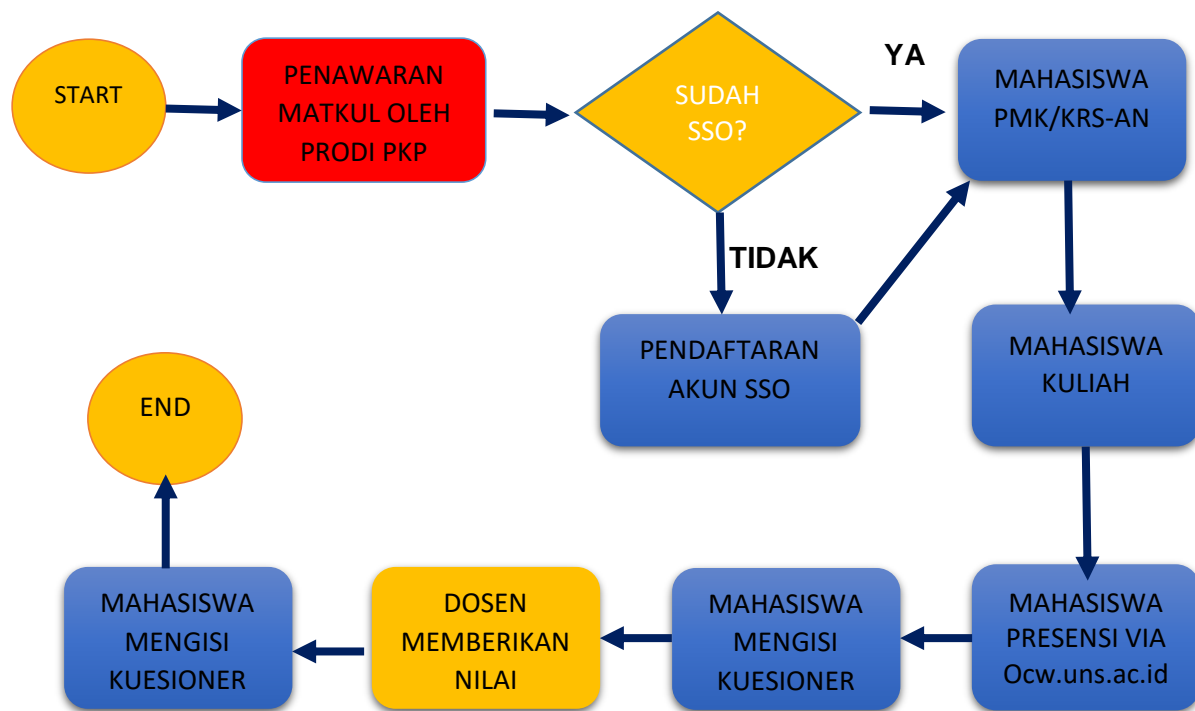 START
PENAWARAN
MATKUL OLEH
PRODI PKP
SUDAH
SSO?
YA
MAHASISWA
PMK/KRS-AN
TIDAK
PENDAFTARAN
AKUN SSO
MAHASISWA
KULIAH
MAHASISWA
PRESENSI VIA
Ocw.uns.ac.id
MAHASISWA
MENGISI
KUESIONER
DOSEN
MEMBERIKAN
NILAI
MAHASISWA
MENGISI
KUESIONER
END